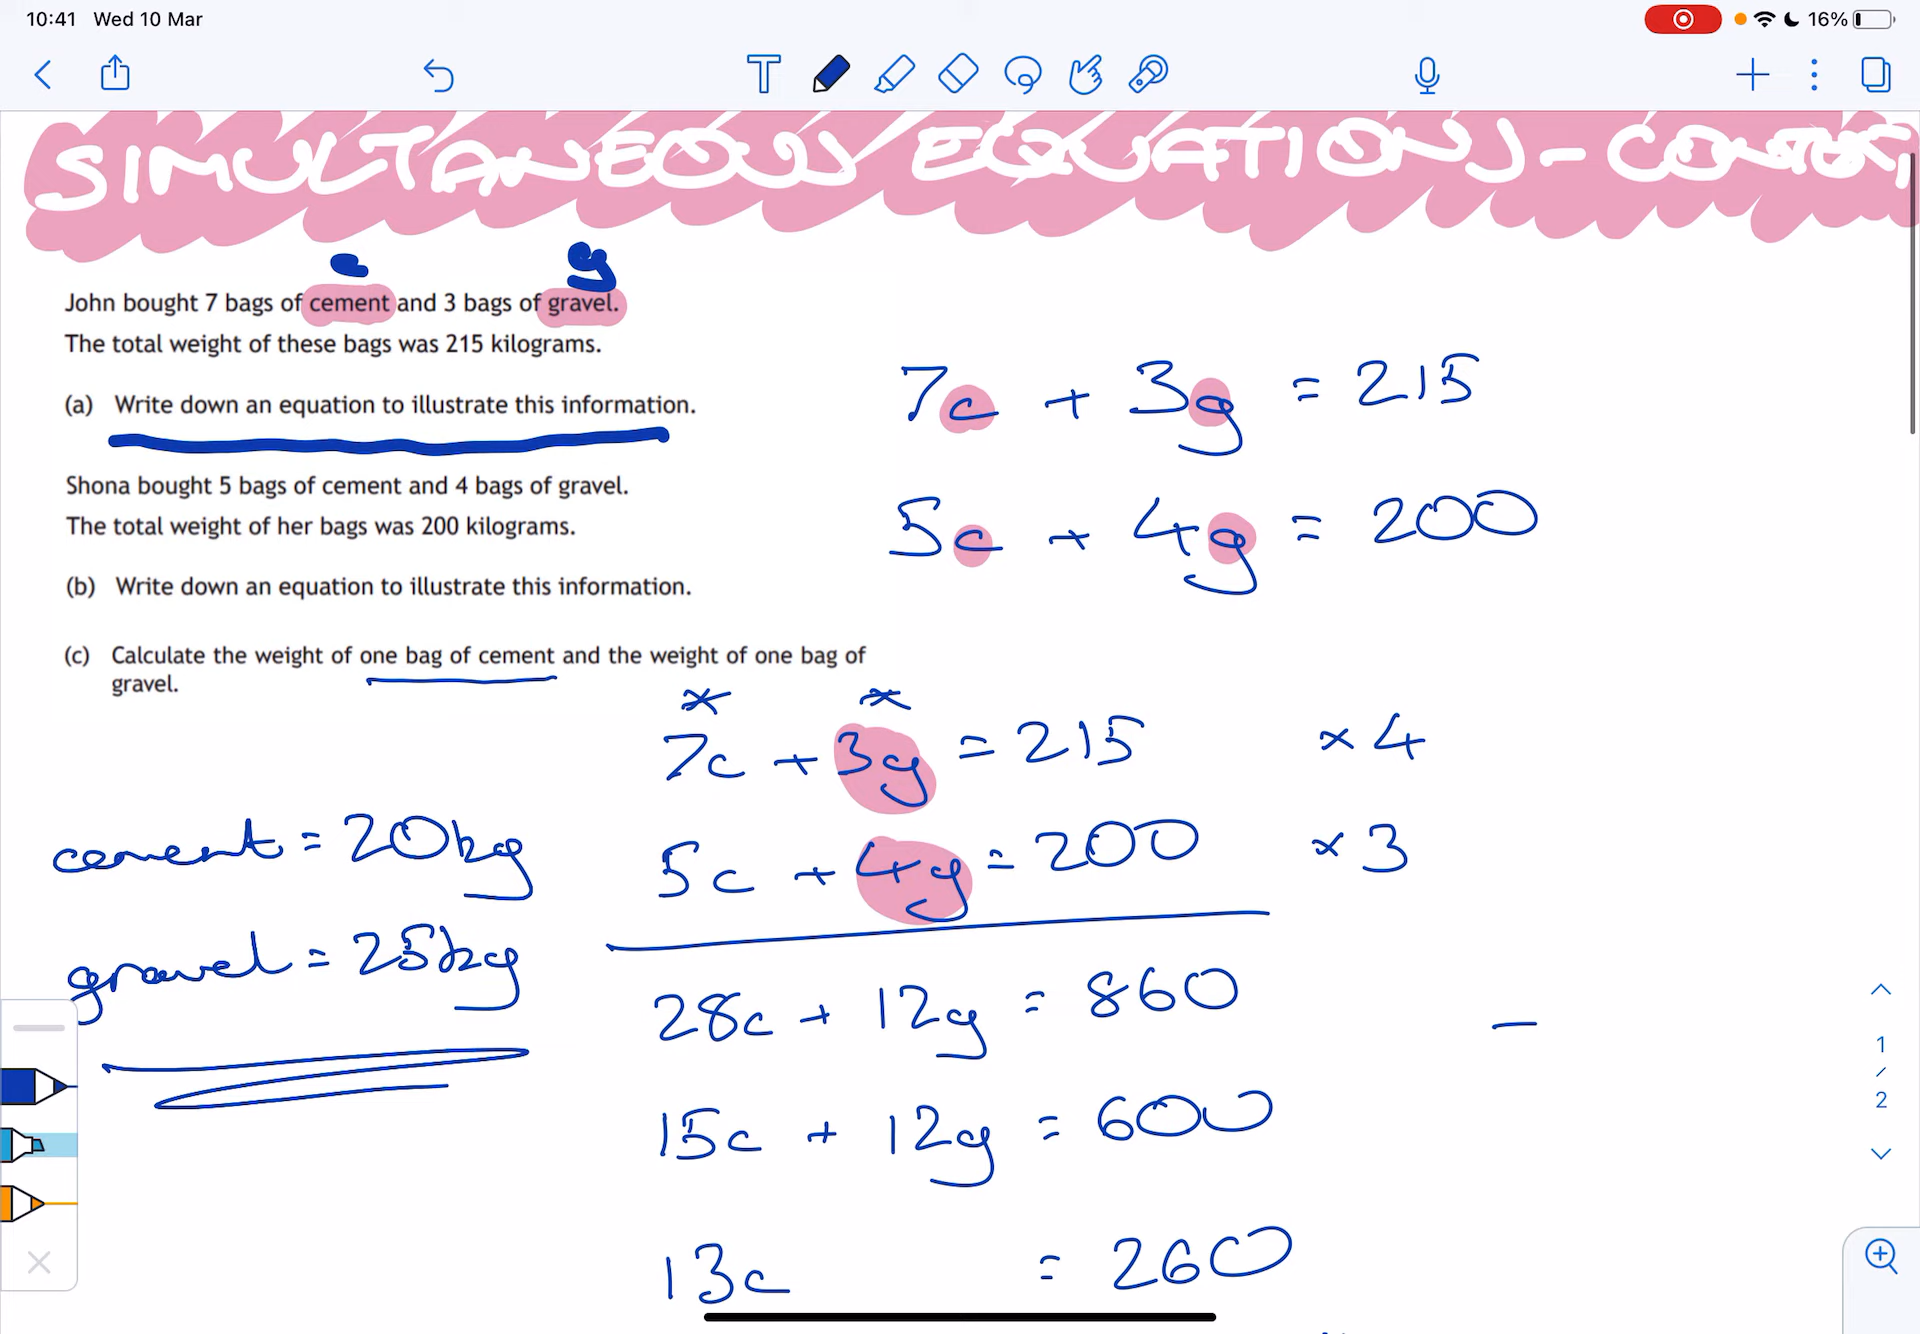 10:41 Wed 10 Mar
16%
T
SIMULTANEOUS EQUATIONS - CONTEXT
c
g
John bought 7 bags of cement and 3 bags of gravel.
The total weight of these bags was 215 kilograms.
(a) Write down an equation to illustrate this information.
7c + 3g = 215
Shona bought 5 bags of cement and 4 bags of gravel.
The total weight of her bags was 200 kilograms.
5c + 4g = 200
(b) Write down an equation to illustrate this information.
(c) Calculate the weight of one bag of cement and the weight of one bag of
gravel.
* *
7c + 3g = 215 × 4
5c + 4g = 200 × 3
cement = 20kg
gravel = 25kg
28c + 12g = 860 –
15c + 12g = 600
13c = 260
1
/
2